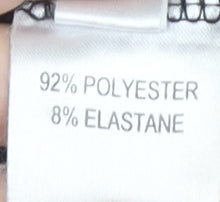 92% POLYESTER
8% ELASTANE